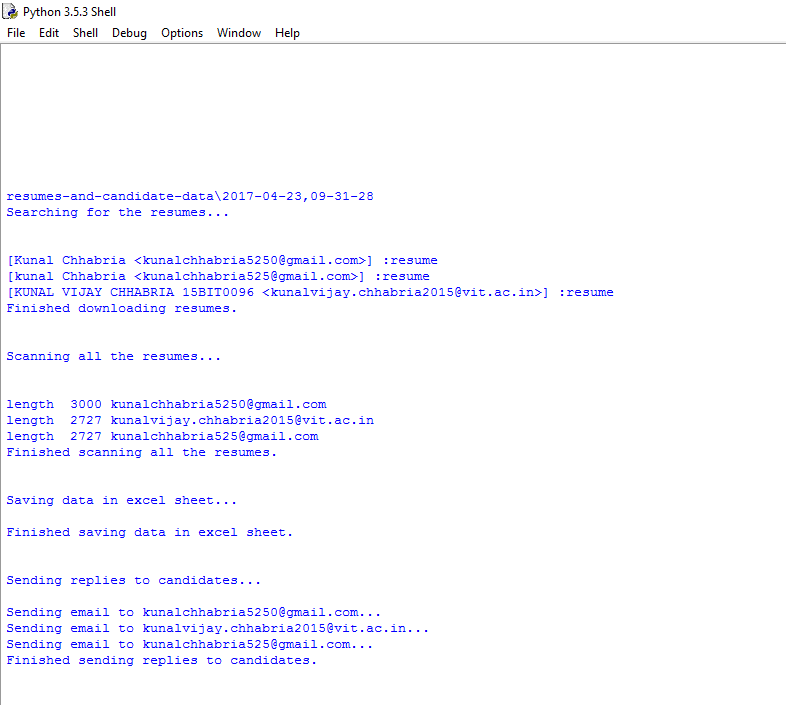 Python 3.5.3 Shell
File Edit Shell Debug Options Window Help
resumes-and-candidate-data\2017-04-23,09-31-28
Searching for the resumes...
[Kunal Chhabria <kunalchhabria5250@gmail.com>] :resume
[kunal Chhabria <kunalchhabria525@gmail.com>] :resume
[KUNAL VIJAY CHHABRIA 15BIT0096 <kunalvijay.chhabria2015@vit.ac.in>] :resume
Finished downloading resumes.
Scanning all the resumes...
length  3000 kunalchhabria5250@gmail.com
length  2727 kunalvijay.chhabria2015@vit.ac.in
length  2727 kunalchhabria525@gmail.com
Finished scanning all the resumes.
Saving data in excel sheet...
Finished saving data in excel sheet.
Sending replies to candidates...
Sending email to kunalchhabria5250@gmail.com...
Sending email to kunalvijay.chhabria2015@vit.ac.in...
Sending email to kunalchhabria525@gmail.com...
Finished sending replies to candidates.